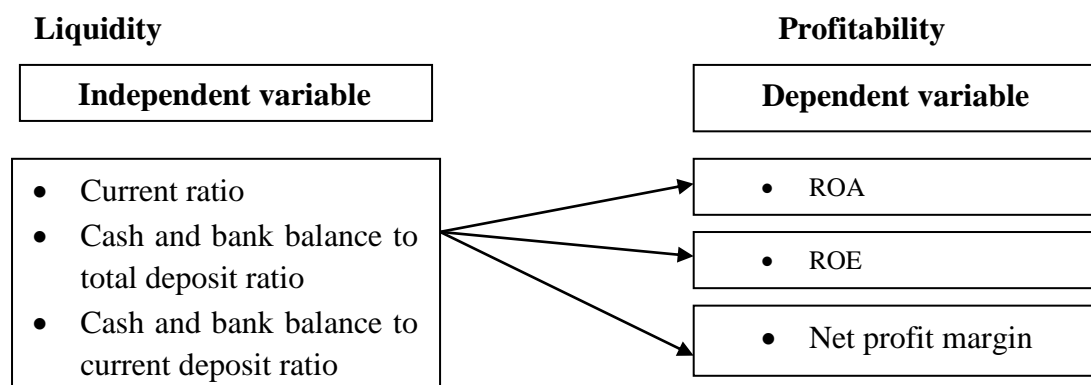 Liquidity
Profitability
Independent variable
Dependent variable
• Current ratio
• Cash and bank balance to
total deposit ratio
• Cash and bank balance to
current deposit ratio
• ROA
• ROE
• Net profit margin